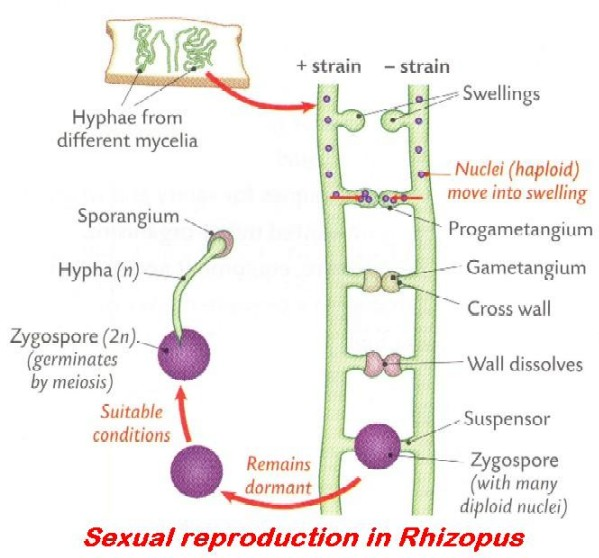 + strain
– strain
Swellings
Hyphae from
different mycelia
Nuclei (haploid)
move into swelling
Progametangium
Sporangium
Hypha (n)
Gametangium
Cross wall
Zygospore (2n)
(germinates
by meiosis)
Wall dissolves
Suitable
conditions
Suspensor
Remains
dormant
Zygospore
(with many
diploid nuclei)
Sexual reproduction in Rhizopus